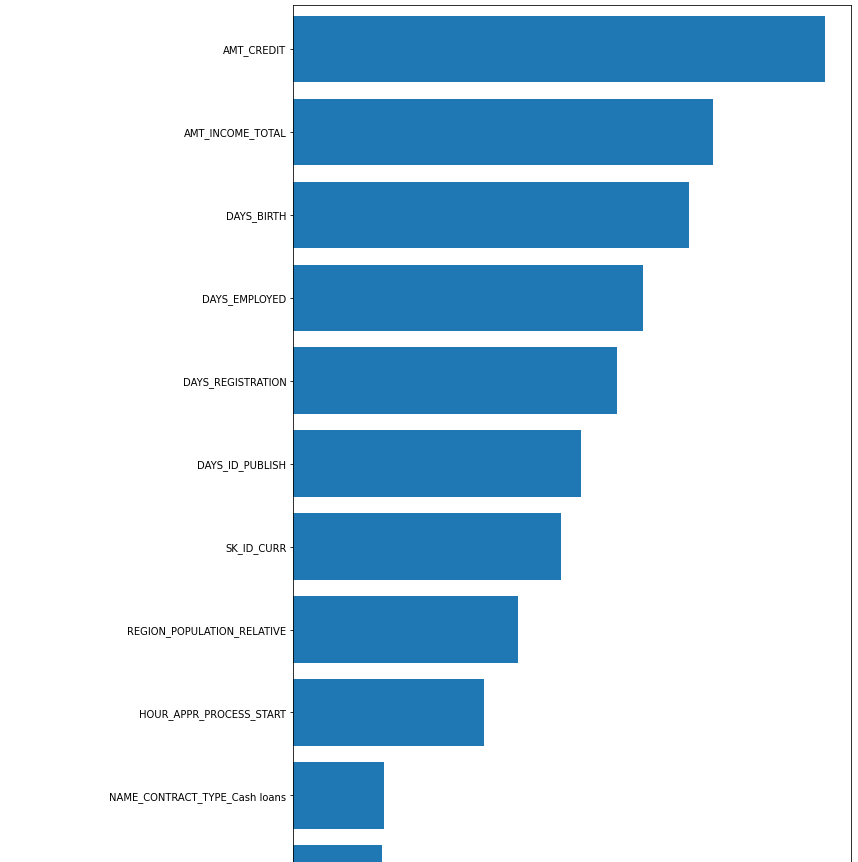 AMT_CREDIT
AMT_INCOME_TOTAL
DAYS_BIRTH
DAYS_EMPLOYED
DAYS_REGISTRATION
DAYS_ID_PUBLISH
SK_ID_CURR
REGION_POPULATION_RELATIVE
HOUR_APPR_PROCESS_START
NAME_CONTRACT_TYPE_Cash loans